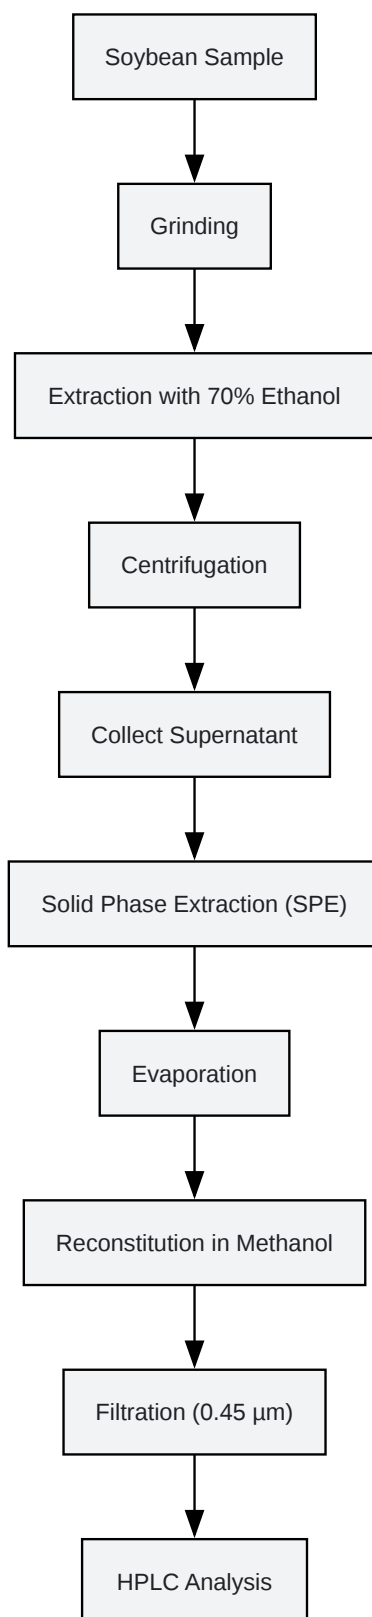 Soybean Sample
Grinding
Extraction with 70% Ethanol
Centrifugation
Collect Supernatant
Solid Phase Extraction (SPE)
Evaporation
Reconstitution in Methanol
Filtration (0.45 µm)
HPLC Analysis